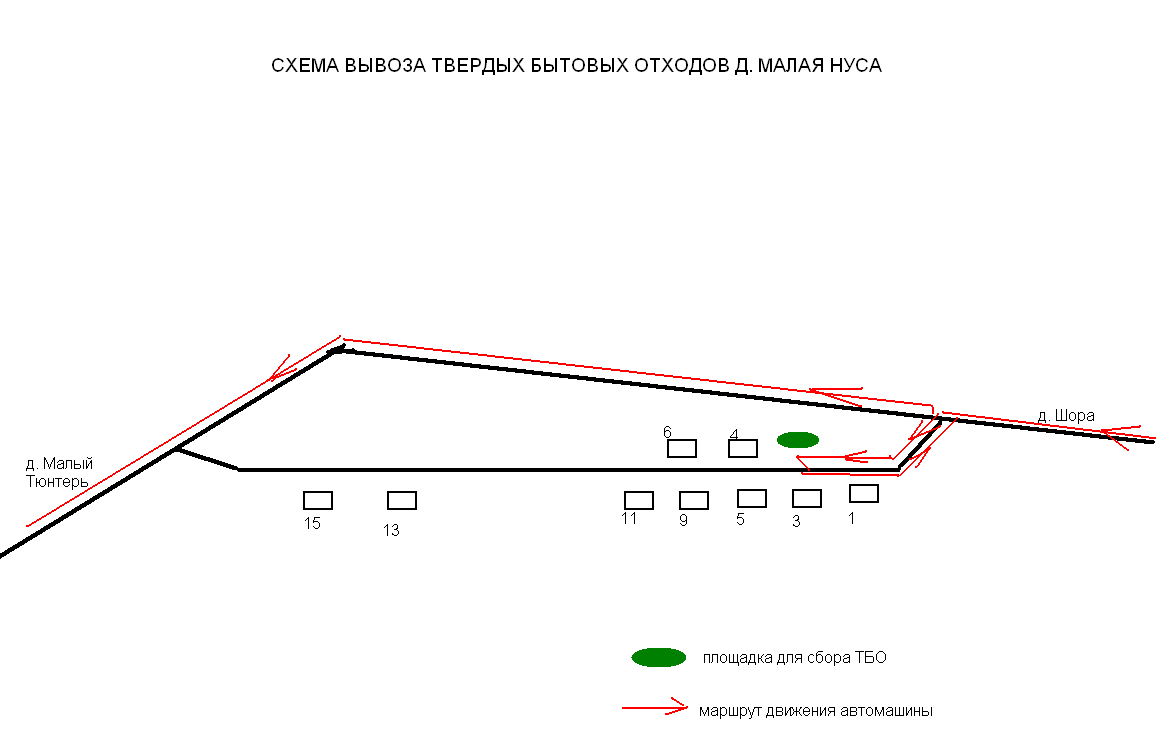 СХЕМА ВЫВОЗА ТВЕРДЫХ БЫТОВЫХ ОТХОДОВ Д. МАЛАЯ НУСА
д. Шора
6
4
д. Малый
Тюнтерь
15
13
11
9
5
3
1
площадка для сбора ТБО
маршрут движения автомашины